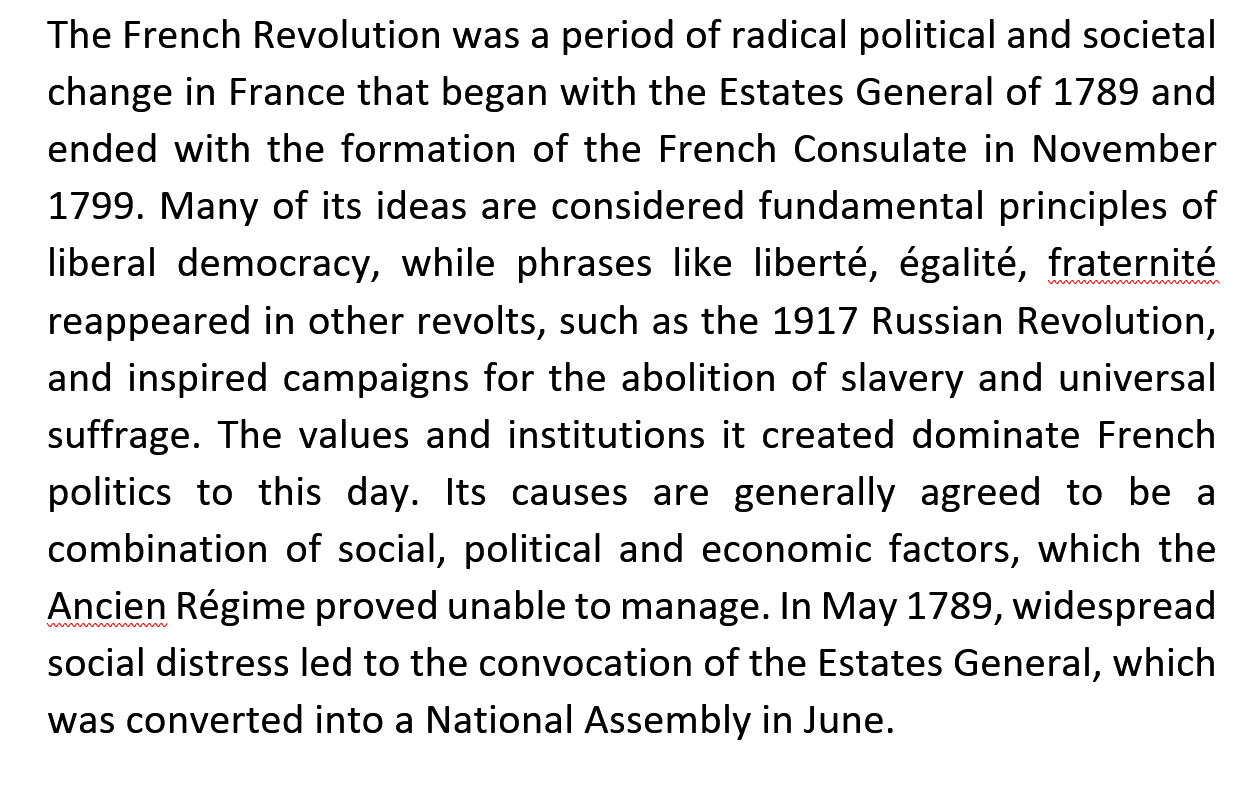 The French Revolution was a period of radical political and societal
change in France that began with the Estates General of 1789 and
ended with the formation of the French Consulate in November
1799. Many of its ideas are considered fundamental principles of
liberal democracy, while phrases like liberté, égalité, fraternité
reappeared in other revolts, such as the 1917 Russian Revolution,
and inspired campaigns for the abolition of slavery and universal
suffrage. The values and institutions it created dominate French
politics to this day. Its causes are generally agreed to be a
combination of social, political and economic factors, which the
Ancien Régime proved unable to manage. In May 1789, widespread
social distress led to the convocation of the Estates General, which
was converted into a National Assembly in June.